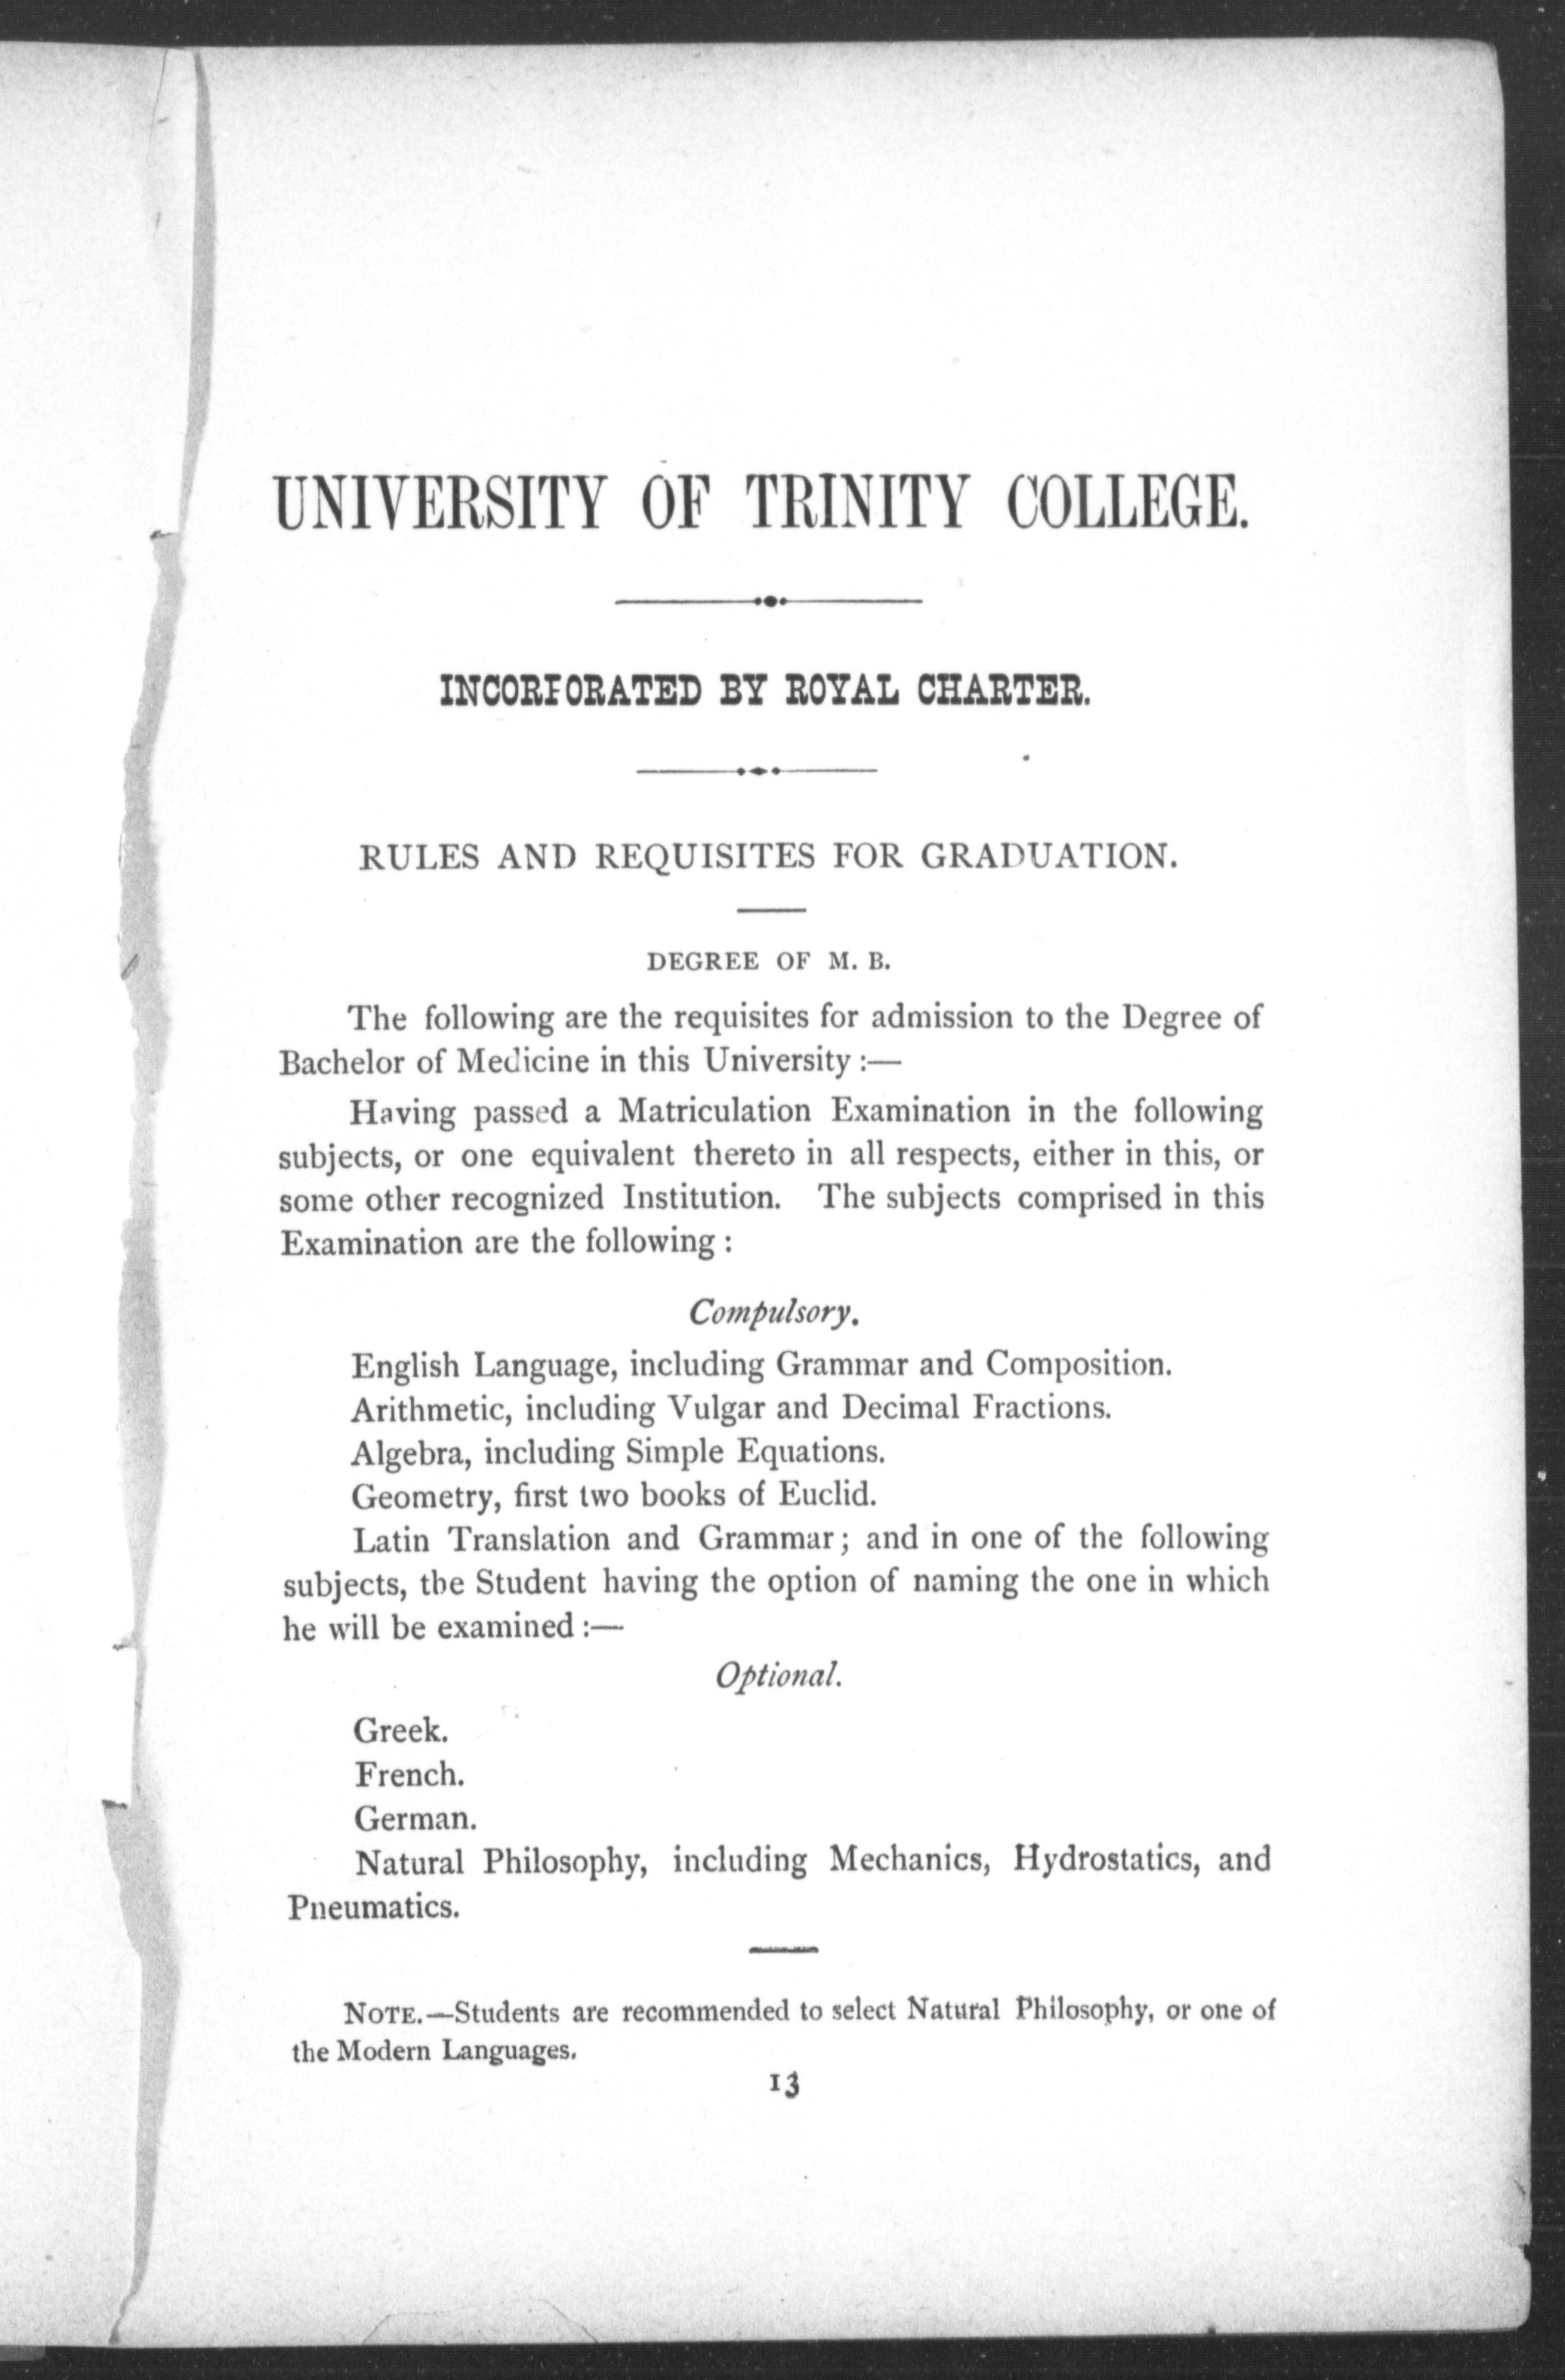 UNIVERSITY OF TRINITY COLLEGE.
INCORPORATED BY ROYAL CHARTER.
RULES AND REQUISITES FOR GRADUATION.
DEGREE OF M. B.
The following are the requisites for admission to the Degree of
Bachelor of Medicine in this University :—
Having passed a Matriculation Examination in the following
subjects, or one equivalent thereto in all respects, either in this, or
some other recognized Institution. The subjects comprised in this
Examination are the following :
Compulsory.
English Language, including Grammar and Composition.
Arithmetic, including Vulgar and Decimal Fractions.
Algebra, including Simple Equations.
Geometry, first two books of Euclid.
Latin Translation and Grammar ; and in one of the following
subjects, the Student having the option of naming the one in which
he will be examined :—
Optional.
Greek.
French.
German.
Natural Philosophy, including Mechanics, Hydrostatics, and
Pneumatics.
NOTE.—Students are recommended to select Natural Philosophy, or one of
the Modern Languages.
13